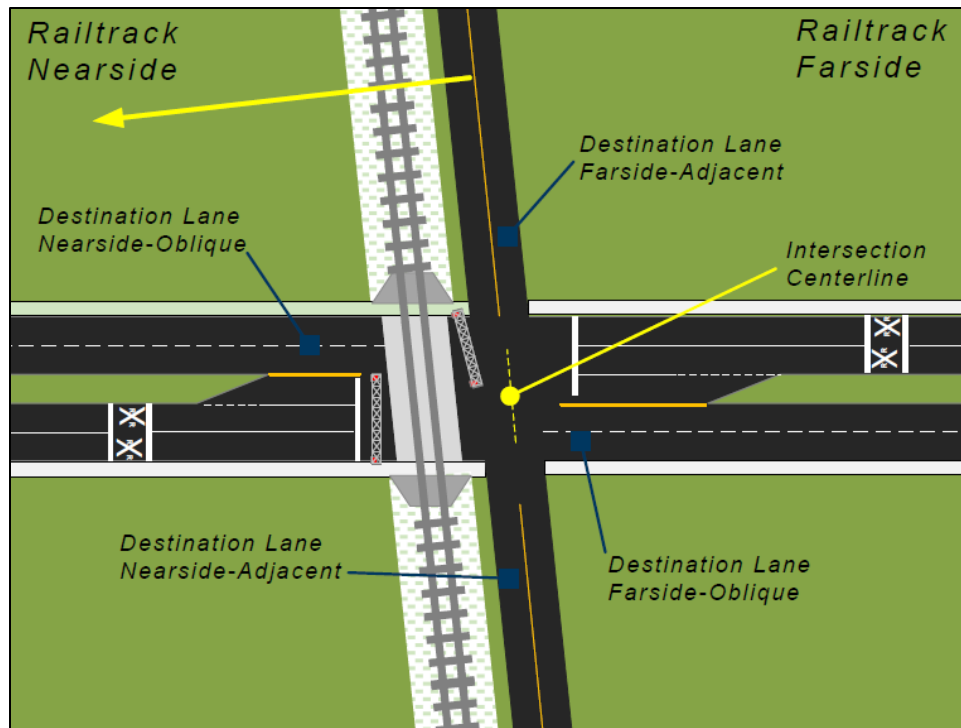 Railtrack
Nearside
Railtrack
Farside
Destination Lane
Farside-Adjacent
Destination Lane
Nearside-Oblique
Intersection
Centerline
R R
R R
R R
R R
Destination Lane
Nearside-Adjacent
Destination Lane
Farside-Oblique